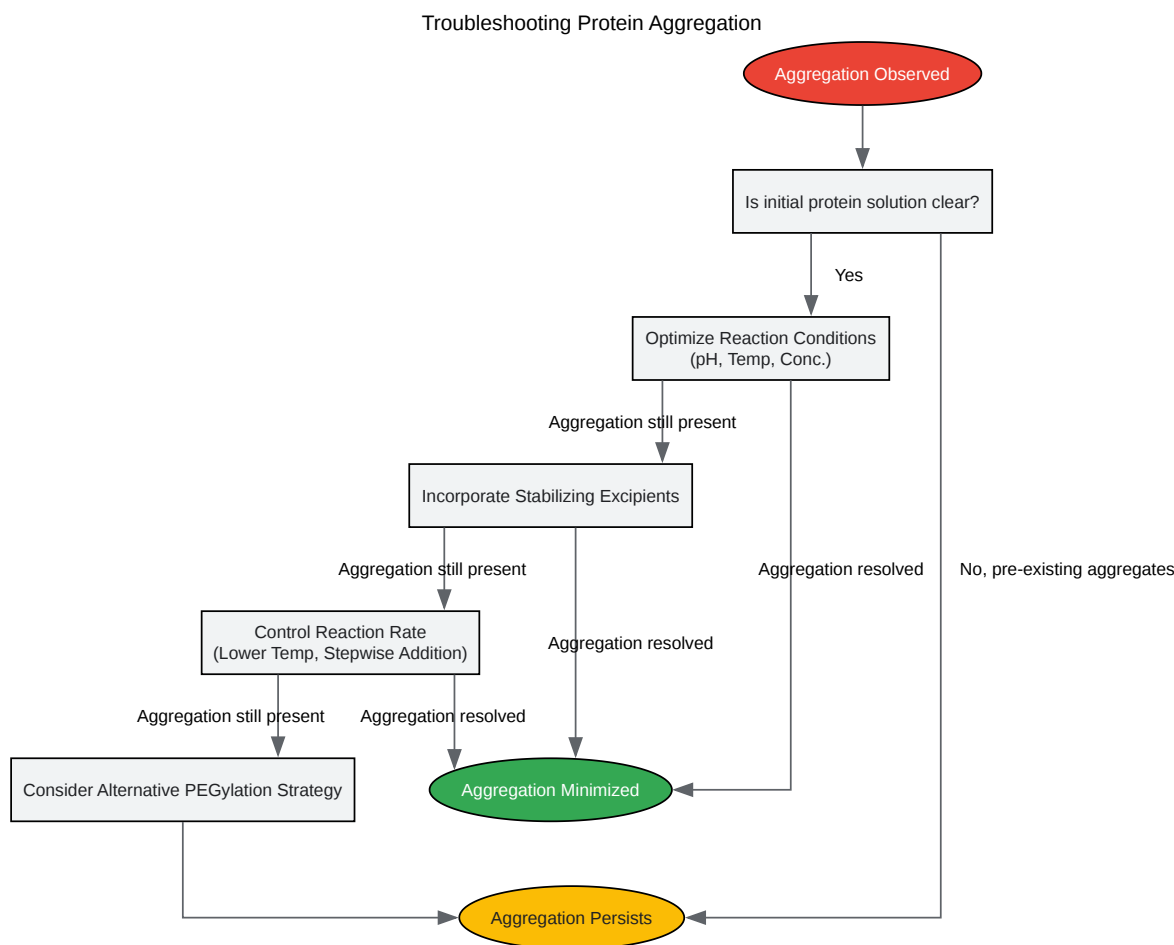 Troubleshooting Protein Aggregation
Aggregation Observed
Is initial protein solution clear?
Yes
Optimize Reaction Conditions
(pH, Temp, Conc.)
Aggregation still present
Incorporate Stabilizing Excipients
Aggregation still present
Aggregation resolved
No, pre-existing aggregates
Control Reaction Rate
(Lower Temp, Stepwise Addition)
Aggregation resolved
Aggregation still present
Aggregation resolved
Consider Alternative PEGylation Strategy
Aggregation Minimized
Aggregation Persists